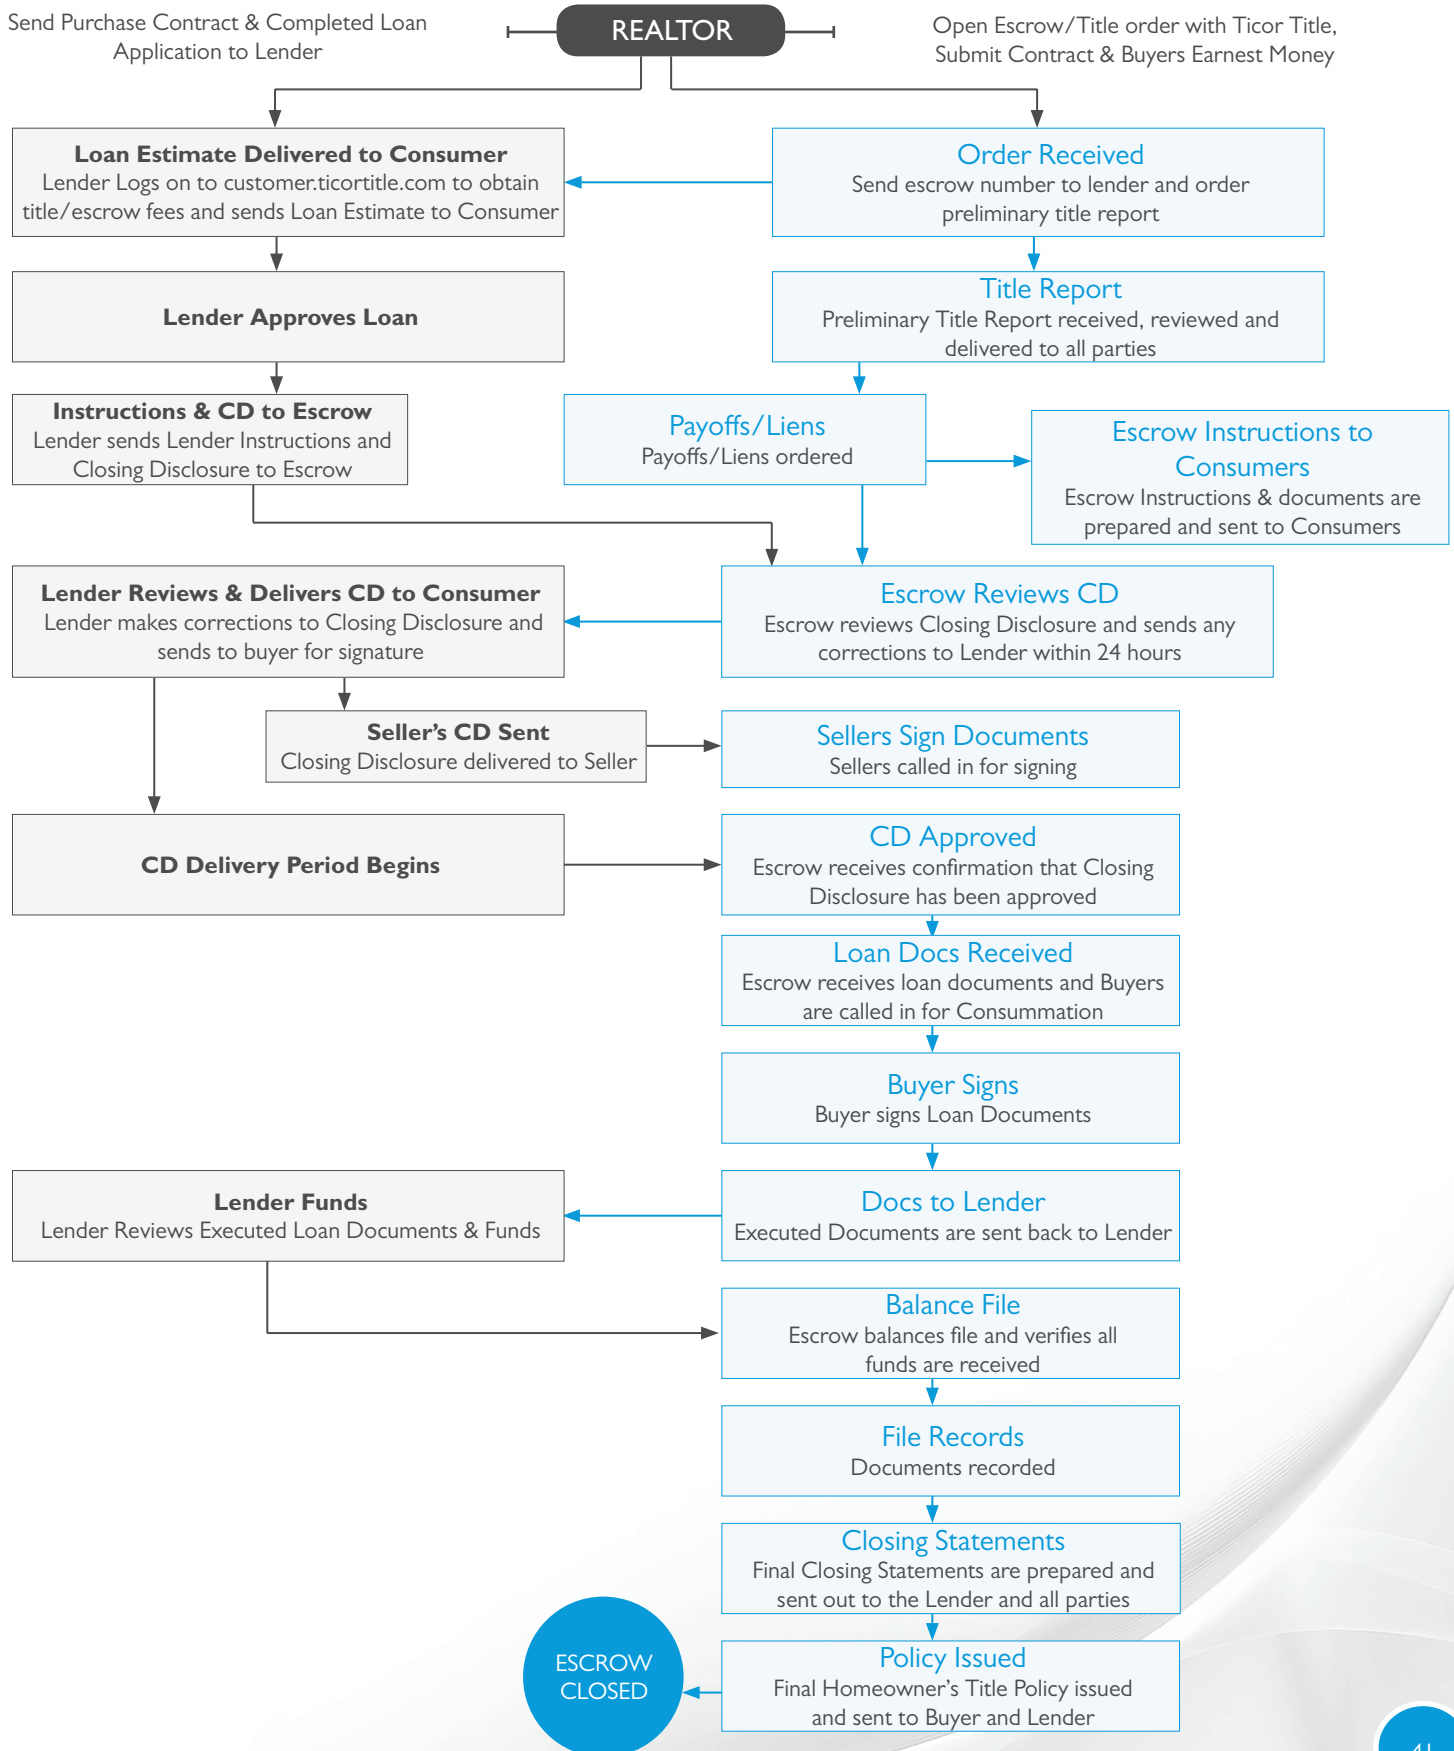 Send Purchase Contract & Completed Loan
Application to Lender
REALTOR
Open Escrow/Title order with Ticor Title,
Submit Contract & Buyers Earnest Money
Loan Estimate Delivered to Consumer
Lender Logs on to customer.ticortitle.com to obtain
title/escrow fees and sends Loan Estimate to Consumer
Order Received
Send escrow number to lender and order
preliminary title report
Lender Approves Loan
Title Report
Preliminary Title Report received, reviewed and
delivered to all parties
Instructions & CD to Escrow
Lender sends Lender Instructions and
Closing Disclosure to Escrow
Payoffs/Liens
Payoffs/Liens ordered
Escrow Instructions to
Consumers
Escrow Instructions & documents are
prepared and sent to Consumers
Lender Reviews & Delivers CD to Consumer
Lender makes corrections to Closing Disclosure and
sends to buyer for signature
Escrow Reviews CD
Escrow reviews Closing Disclosure and sends any
corrections to Lender within 24 hours
Seller's CD Sent
Closing Disclosure delivered to Seller
Sellers Sign Documents
Sellers called in for signing
CD Delivery Period Begins
CD Approved
Escrow receives confirmation that Closing
Disclosure has been approved
Loan Docs Received
Escrow receives loan documents and Buyers
are called in for Consummation
Buyer Signs
Buyer signs Loan Documents
Lender Funds
Lender Reviews Executed Loan Documents & Funds
Docs to Lender
Executed Documents are sent back to Lender
Balance File
Escrow balances file and verifies all
funds are received
File Records
Documents recorded
Closing Statements
Final Closing Statements are prepared and
sent out to the Lender and all parties
ESCROW
CLOSED
Policy Issued
Final Homeowner's Title Policy issued
and sent to Buyer and Lender